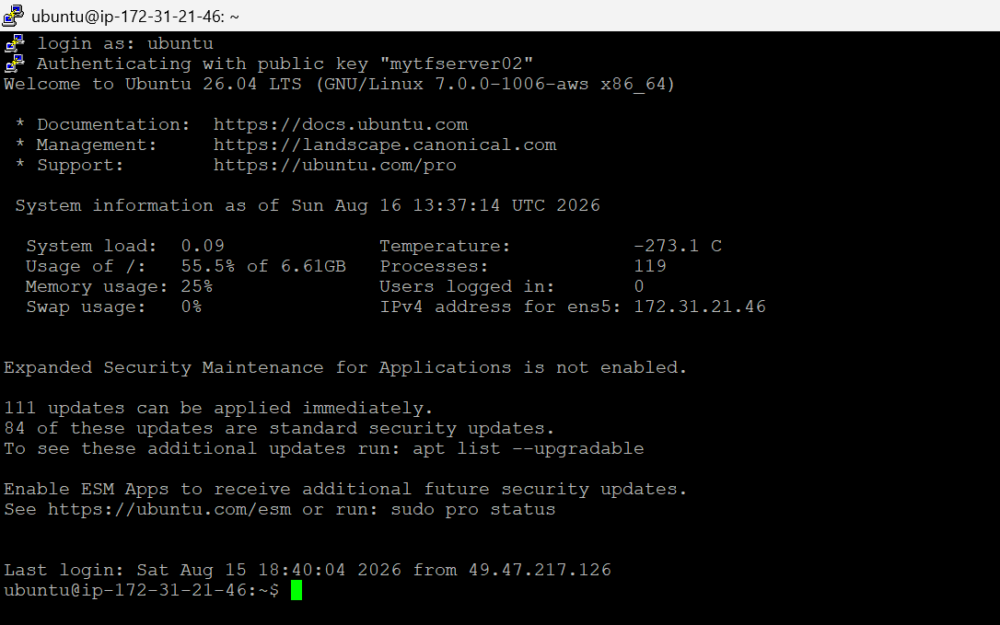 ubuntu@ip-172-31-21-46: ~
login as: ubuntu
Authenticating with public key "mytfserver02"
Welcome to Ubuntu 26.04 LTS (GNU/Linux 7.0.0-1006-aws x86_64)
* Documentation:  https://docs.ubuntu.com
* Management:     https://landscape.canonical.com
* Support:        https://ubuntu.com/pro
System information as of Sun Aug 16 13:37:14 UTC 2026
System load:  0.09                Temperature:           -273.1 C
Usage of /:   55.5% of 6.61GB   Processes:             119
Memory usage: 25%               Users logged in:       0
Swap usage:   0%                IPv4 address for ens5: 172.31.21.46
Expanded Security Maintenance for Applications is not enabled.
111 updates can be applied immediately.
84 of these updates are standard security updates.
To see these additional updates run: apt list --upgradable
Enable ESM Apps to receive additional future security updates.
See https://ubuntu.com/esm or run: sudo pro status
Last login: Sat Aug 15 18:40:04 2026 from 49.47.217.126
ubuntu@ip-172-31-21-46:~$